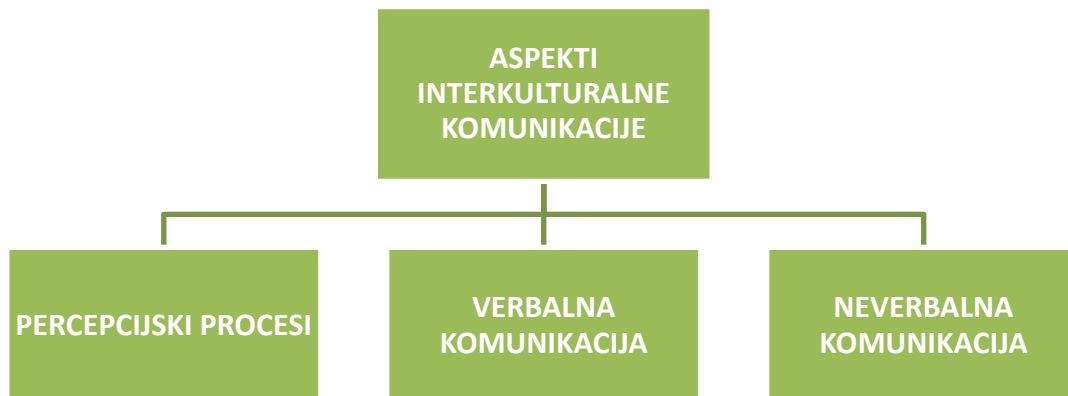 ASPEKTI
INTERKULTURALNE
KOMUNIKACIJE
PERCEPCIJSKI PROCESI
VERBALNA
KOMUNIKACIJA
NEVERBALNA
KOMUNIKACIJA